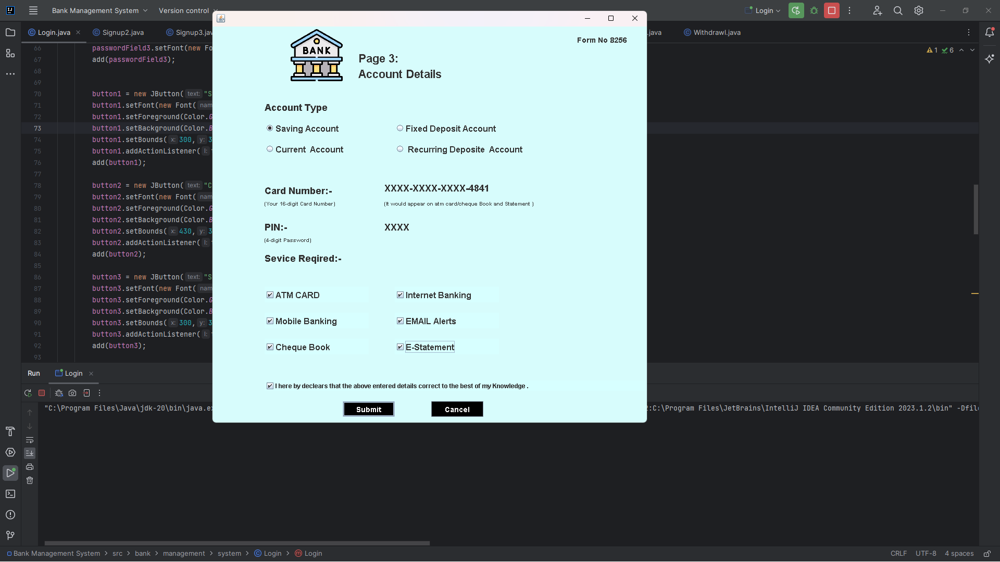 Bank Management System
Version control
Login
Login.java
Signup2.java
Signup3.jav
.java
Withdrawl.java
1
6
66
passwordField3.setFont(new Fo
67
add(passwordField3);
68
69
70
button1 = new JButton( text: "S
71
button1.setFont(new Font( nam
72
button1.setForeground(Color.G
73
button1.setBackground(Color.B
74
button1.setBounds( x: 300, y: 3
75
button1.addActionListener( l:
76
add(button1);
77
78
button2 = new JButton( text: "C
79
button2.setFont(new Font( nam
80
button2.setForeground(Color.G
81
button2.setBackground(Color.B
82
button2.setBounds( x: 430, y: 3
83
button2.addActionListener( l:
84
add(button2);
85
86
button3 = new JButton( text: "S
87
button3.setFont(new Font( nam
88
button3.setForeground(Color.G
89
button3.setBackground(Color.B
90
button3.setBounds( x: 300, y: 3
91
button3.addActionListener( l:
92
add(button3);
93
BANK
Form No 8256
Page 3:
Account Details
Account Type
Saving Account
Fixed Deposit Account
Current  Account
Recurring Deposite  Account
Card Number:-
XXXX-XXXX-XXXX-4841
(Your 16-digit Card Number)
(It would appear on atm card/cheque Book and Statement )
PIN:-
XXXX
(4-digit Password)
Sevice Reqired:-
ATM CARD
Internet Banking
Mobile Banking
EMAIL Alerts
Cheque Book
E-Statement
I here by declears that the above entered details correct to the best of my Knowledge .
Submit
Cancel
Run
Login
"C:\Program Files\Java\jdk-20\bin\java.ex
:C:\Program Files\JetBrains\IntelliJ IDEA Community Edition 2023.1.2\bin" -Dfile
Bank Management System
src
bank
management
system
Login
Login
CRLF
UTF-8
4 spaces